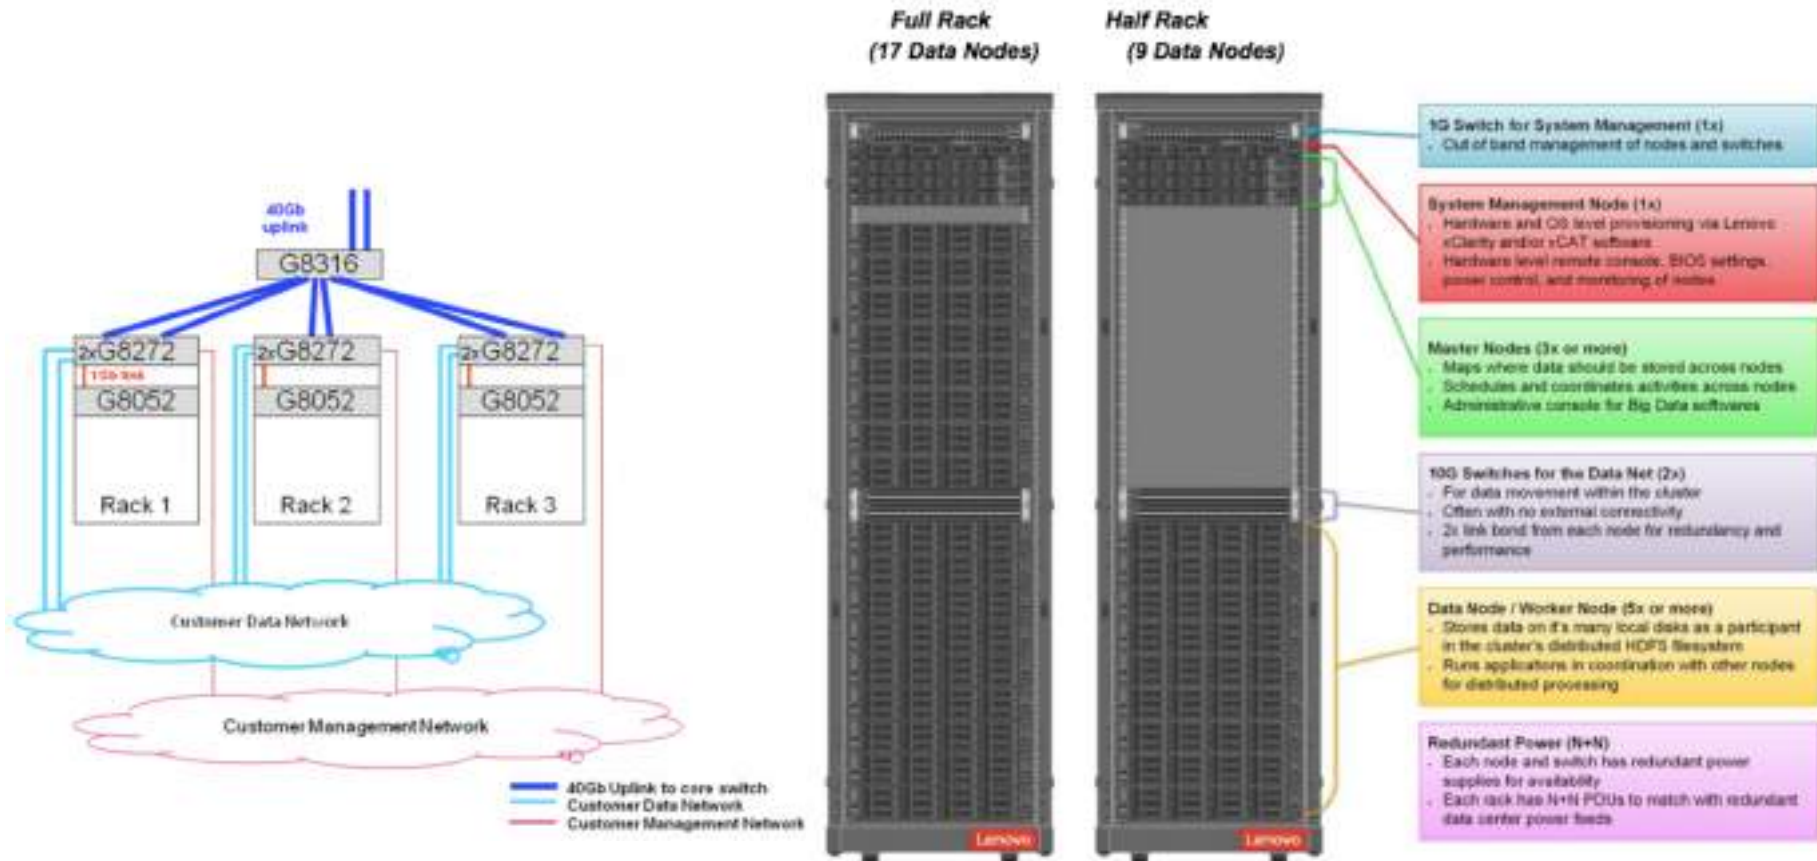 Full Rack
(17 Data Nodes)
Half Rack
(9 Data Nodes)
40Gb
uplink
G8316
2xG8272
1Gb link
G8052
Rack 1
2xG8272
G8052
Rack 2
2xG8272
G8052
Rack 3
Customer Data Network
Customer Management Network
40Gb Uplink to core switch
Customer Data Network
Customer Management Network
Lenovo
Lenovo
1G Switch for System Management (1x)
- Out of band management of nodes and switches
System Management Node (1x)
- Hardware and OS level provisioning via Lenovo
xClarity and/or xCAT software
- Hardware level remote console, BIOS settings,
power control, and monitoring of nodes
Master Nodes (3x or more)
- Maps where data should be stored across nodes
- Schedules and coordinates activities across nodes
- Administrative console for Big Data softwares
10G Switches for the Data Net (2x)
- For data movement within the cluster
- Often with no external connectivity
- 2x link bond from each node for redundancy and
performance
Data Node / Worker Node (5x or more)
- Stores data on it's many local disks as a participant
in the cluster's distributed HDFS filesystem
- Runs applications in coordination with other nodes
for distributed processing
Redundant Power (N+N)
- Each node and switch has redundant power
supplies for availability
- Each rack has N+N PDUs to match with redundant
data center power feeds